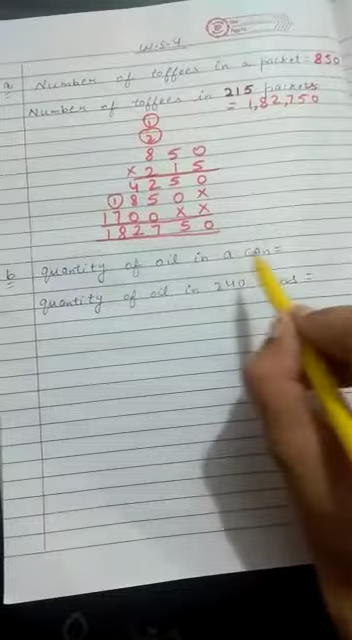 W.S-4
a Number of toffees in a packet = 850
Number of toffees in 215 packets
= 1,82,750
1
2
8 5 0
× 2 1 5
4 2 5 0
1 8 5 0 ×
1 7 0 0 × ×
1 8 2 7 5 0
b quantity of oil in a can =
quantity of oil in 240 =